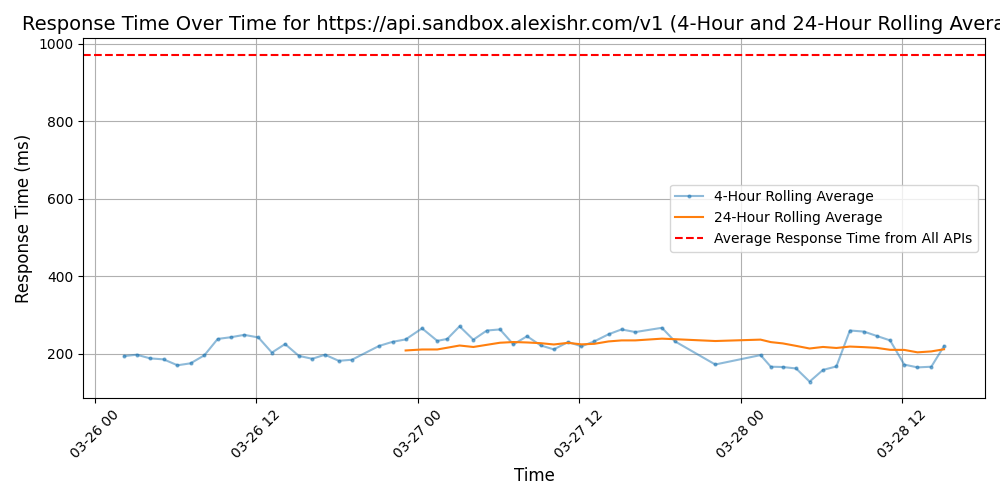 Response Time Over Time for https://api.sandbox.alexishr.com/v1 (4-Hour and 24-Hour Rolling Avera
1000
800
600
400
200
Response Time (ms)
4-Hour Rolling Average
24-Hour Rolling Average
Average Response Time from All APIs
03-26 00
03-26 12
03-27 00
03-27 12
03-28 00
03-28 12
Time